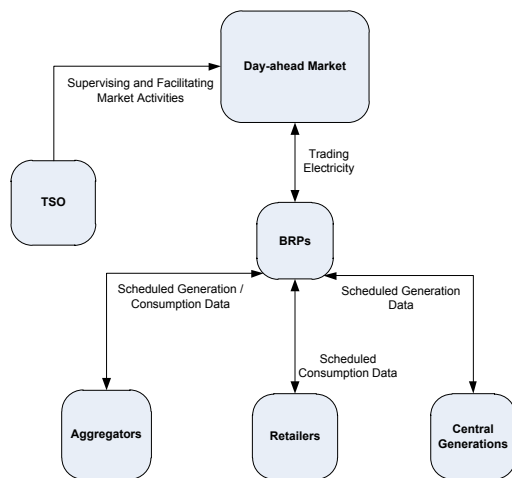 Day-ahead Market
Supervising and Facilitating
Market Activities
Trading
Electricity
TSO
BRPs
Scheduled Generation /
Consumption Data
Scheduled Generation
Data
Scheduled
Consumption Data
Aggregators
Retailers
Central
Generations